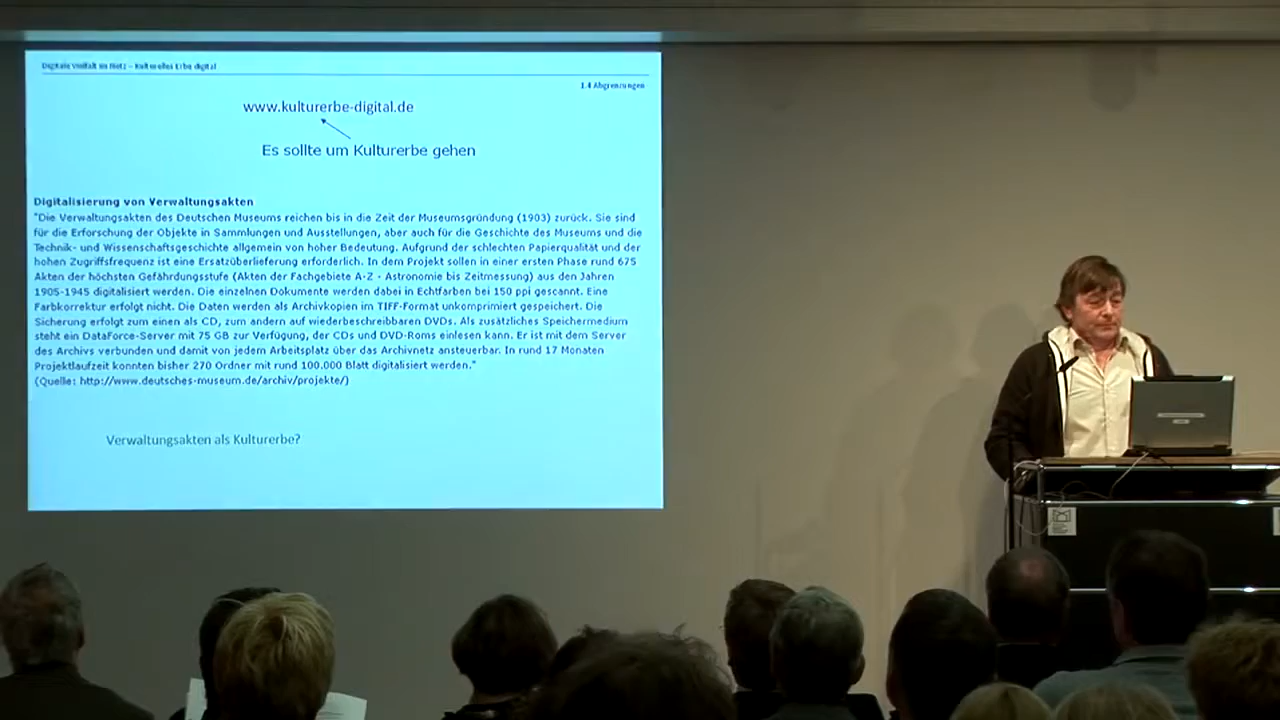 Digitale Vielfalt im Netz – Kulturelles Erbe digital
1.4 Abgrenzungen
www.kulturerbe-digital.de
Es sollte um Kulturerbe gehen
Digitalisierung von Verwaltungsakten
"Die Verwaltungsakten des Deutschen Museums reichen bis in die Zeit der Museumsgründung (1903) zurück. Sie sind
für die Erforschung der Objekte in Sammlungen und Ausstellungen, aber auch für die Geschichte des Museums und die
Technik- und Wissenschaftsgeschichte allgemein von hoher Bedeutung. Aufgrund der schlechten Papierqualität und der
hohen Zugriffsfrequenz ist eine Ersatzüberlieferung erforderlich. In dem Projekt sollen in einer ersten Phase rund 675
Akten der höchsten Gefährdungsstufe (Akten der Fachgebiete A-Z - Astronomie bis Zeitmessung) aus den Jahren
1905-1945 digitalisiert werden. Die einzelnen Dokumente werden dabei in Echtfarben bei 150 ppi gescannt. Eine
Farbkorrektur erfolgt nicht. Die Daten werden als Archivkopien im TIFF-Format unkomprimiert gespeichert. Die
Sicherung erfolgt zum einen als CD, zum andern auf wiederbeschreibbaren DVDs. Als zusätzliches Speichermedium
steht ein DataForce-Server mit 75 GB zur Verfügung, der CDs und DVD-Roms einlesen kann. Er ist mit dem Server
des Archivs verbunden und damit von jedem Arbeitsplatz über das Archivnetz ansteuerbar. In rund 17 Monaten
Projektlaufzeit konnten bisher 270 Ordner mit rund 100.000 Blatt digitalisiert werden."
(Quelle: http://www.deutsches-museum.de/archiv/projekte/)
Verwaltungsakten als Kulturerbe?